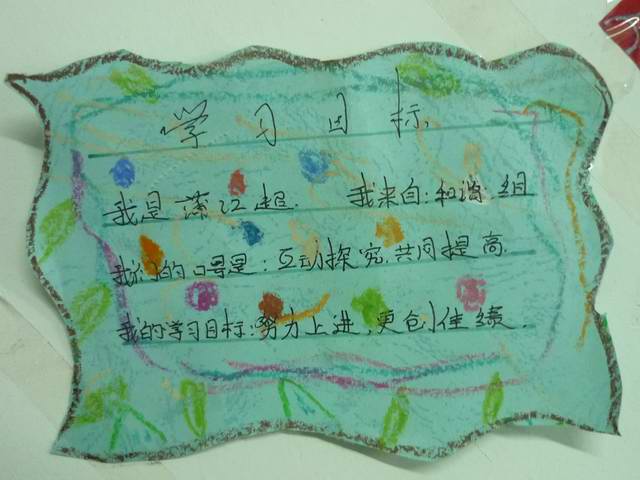 学习目标
我是蒋江超. 我来自:和谐组
我们的口号是:互动探究,共同提高.
我的学习目标:努力上进,更创佳绩.